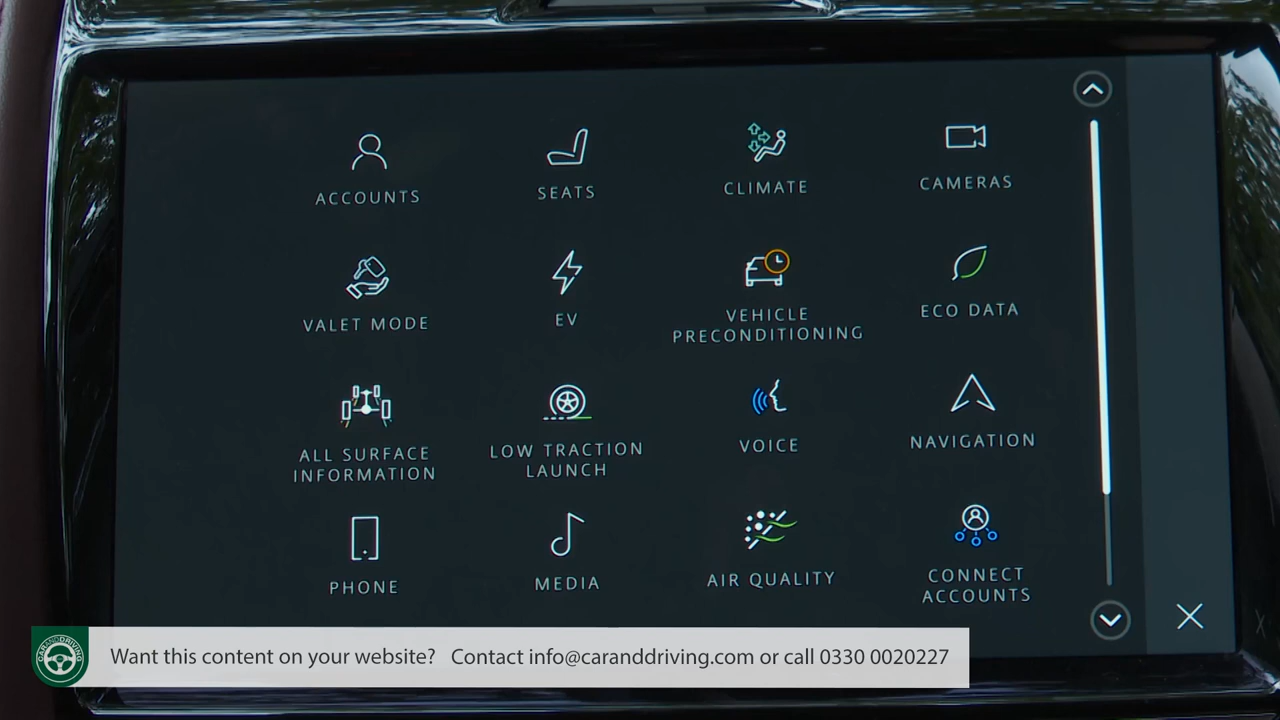 ACCOUNTS
SEATS
CLIMATE
CAMERAS
VALET MODE
EV
VEHICLE
PRECONDITIONING
ECO DATA
ALL SURFACE
INFORMATION
LOW TRACTION
LAUNCH
VOICE
NAVIGATION
PHONE
MEDIA
AIR QUALITY
CONNECT
ACCOUNTS
CARANDDRIVING
Want this content on your website? Contact info@caranddriving.com or call 0330 0020227